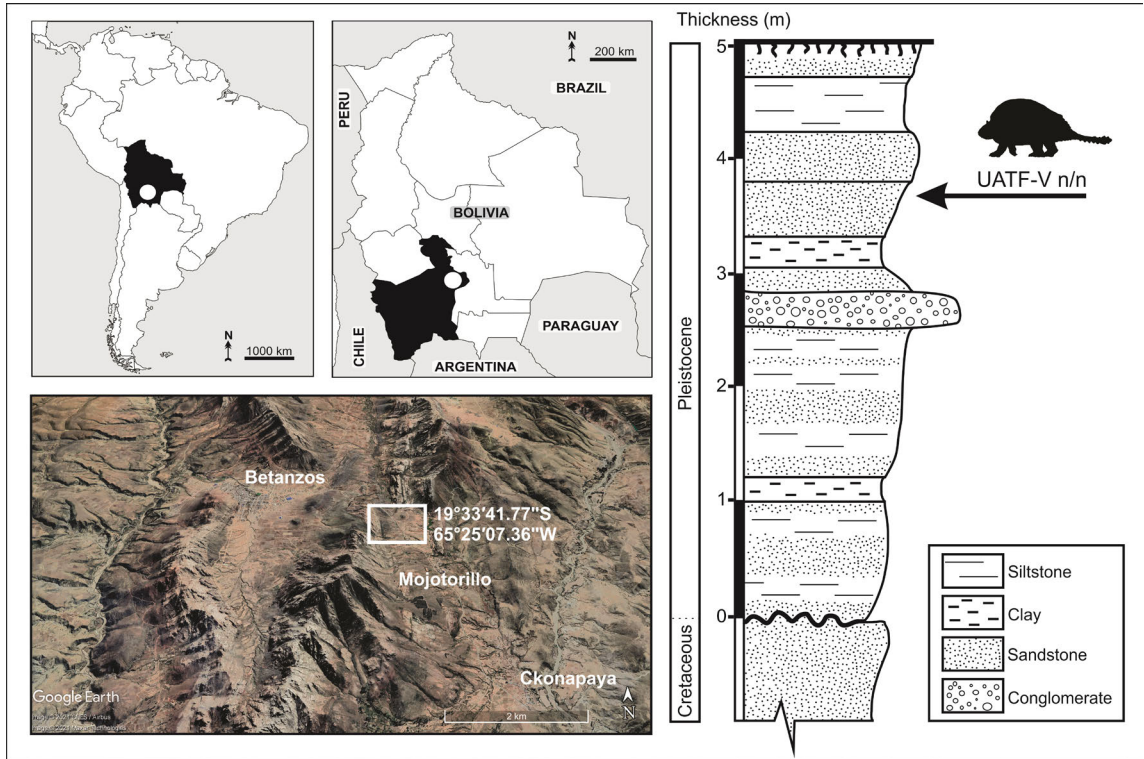 N
1000 km
N
200 km
BRAZIL
PERU
BOLIVIA
PARAGUAY
CHILE
ARGENTINA
Betanzos
19°33'41.77"S
65°25'07.36"W
Mojotorillo
Ckonapaya
Google Earth
N
2 km
Thickness (m)
5
4
3
2
1
0
Pleistocene
Cretaceous
UATF-V n/n
Siltstone
Clay
Sandstone
Conglomerate